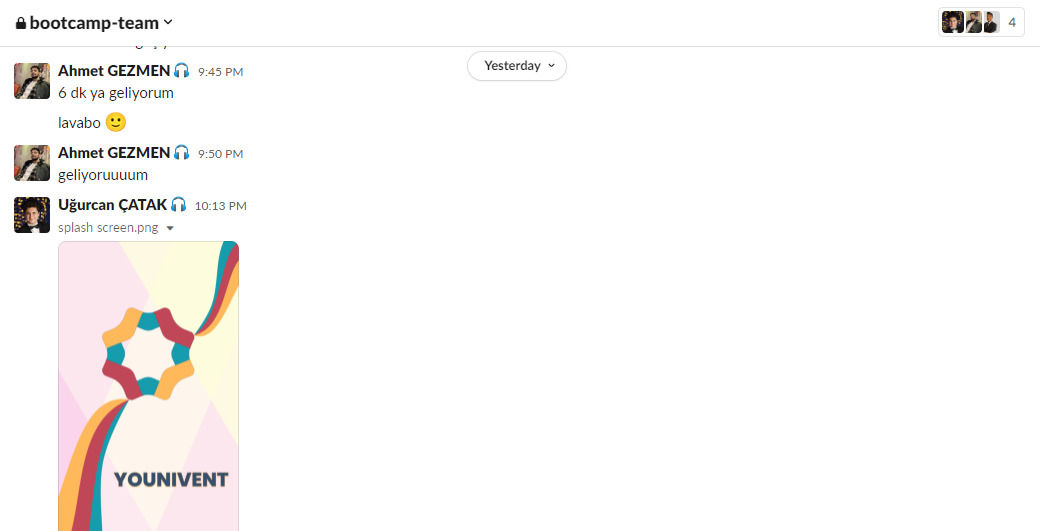 bootcamp-team
4
Yesterday
Ahmet GEZMEN 9:45 PM
6 dk ya geliyorum
lavabo
Ahmet GEZMEN 9:50 PM
geliyoruuuum
Uğurcan ÇATAK 10:13 PM
splash screen.png
YOUNIVENT